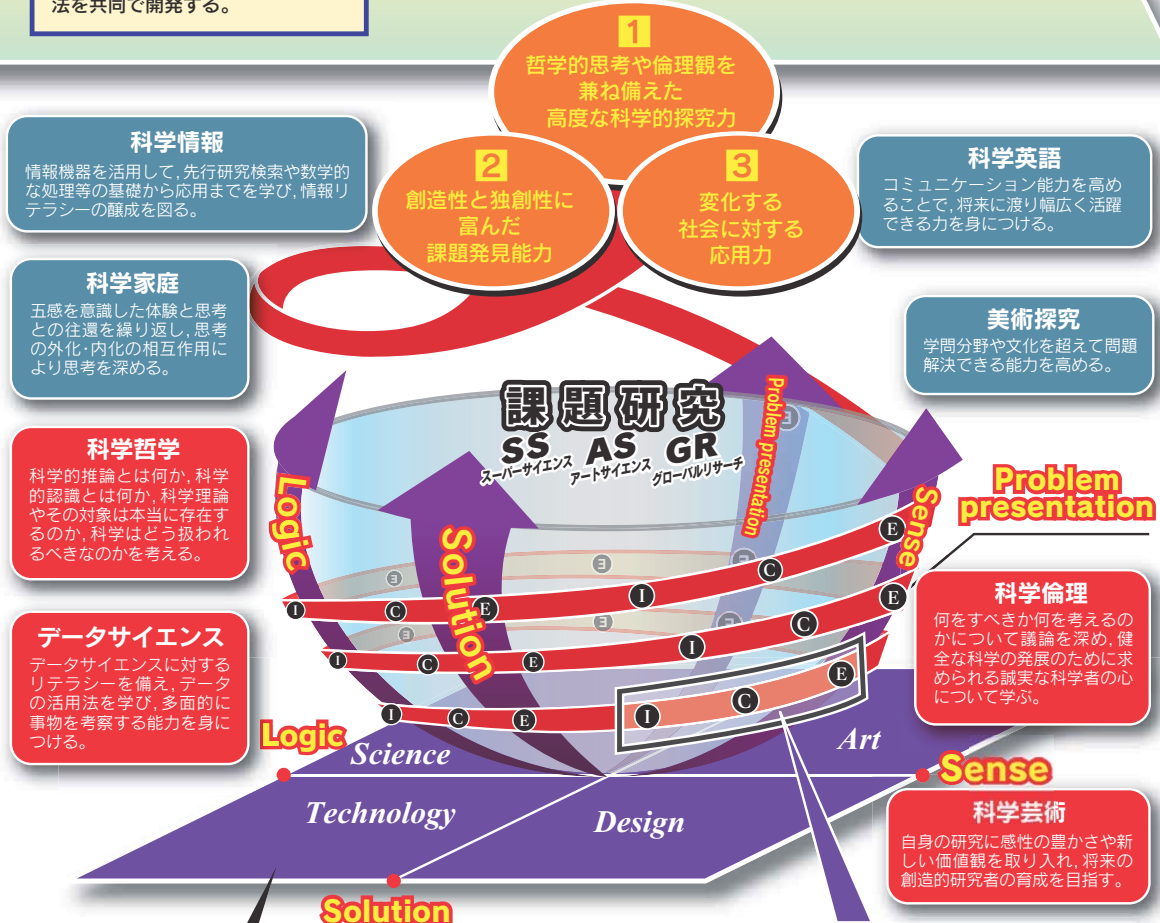 法を共同で開発する。
1
哲学的思考や倫理観を
兼ね備えた
高度な科学的探究力
2
創造性と独創性に
富んだ
課題発見能力
3
変化する
社会に対する
応用力
科学情報
情報機器を活用して,先行研究検索や数学的
な処理等の基礎から応用までを学び,情報リ
テラシーの醸成を図る。
科学英語
コミュニケーション能力を高め
ることで,将来に渡り幅広く活躍
できる力を身につける。
科学家庭
五感を意識した体験と思考
との往還を繰り返し,思考
の外化・内化の相互作用に
より思考を深める。
美術探究
学問分野や文化を超えて問題
解決できる能力を高める。
科学哲学
科学的推論とは何か,科学
的認識とは何か,科学理論
やその対象は本当に存在す
るのか,科学はどう扱われ
るべきなのかを考える。
データサイエンス
データサイエンスに対する
リテラシーを備え,データ
の活用法を学び,多面的に
事物を考察する能力を身に
つける。
課題研究
SS AS GR
スーパーサイエンス アートサイエンス グローバルリサーチ
Problem presentation
Logic
Solution
Sense
Problem
presentation
E
E
E
E
E
E
E
I C E I C E
I C E I C E
I C E I C E
科学倫理
何をすべきか何を考えるの
かについて議論を深め,健
全な科学の発展のために求
められる誠実な科学者の心
について学ぶ。
Logic
Science
Art
Sense
Technology
Design
Solution
科学芸術
自身の研究に感性の豊かさや新
しい価値観を取り入れ,将来の
創造的研究者の育成を目指す。